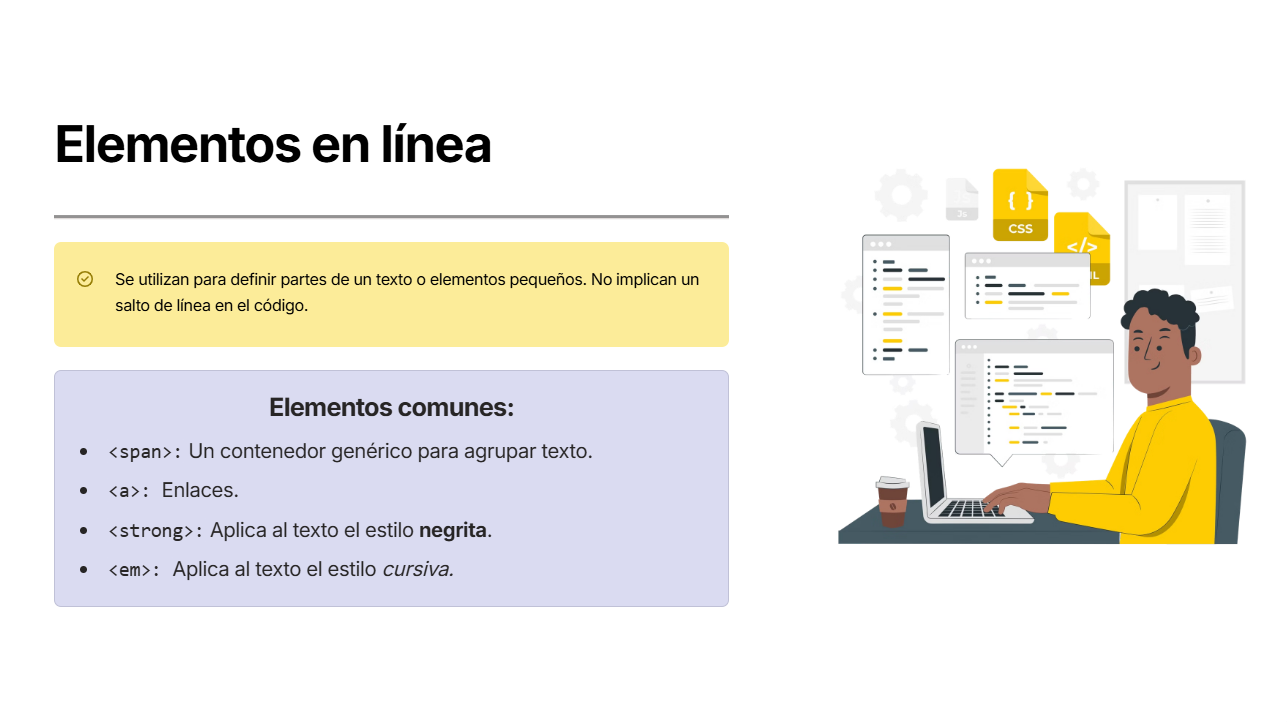 Elementos en línea
Se utilizan para definir partes de un texto o elementos pequeños. No implican un
salto de línea en el código.
Elementos comunes:
<span>: Un contenedor genérico para agrupar texto.
<a>: Enlaces.
<strong>: Aplica al texto el estilo negrita.
<em>: Aplica al texto el estilo cursiva.
Js
{ }
CSS
</>